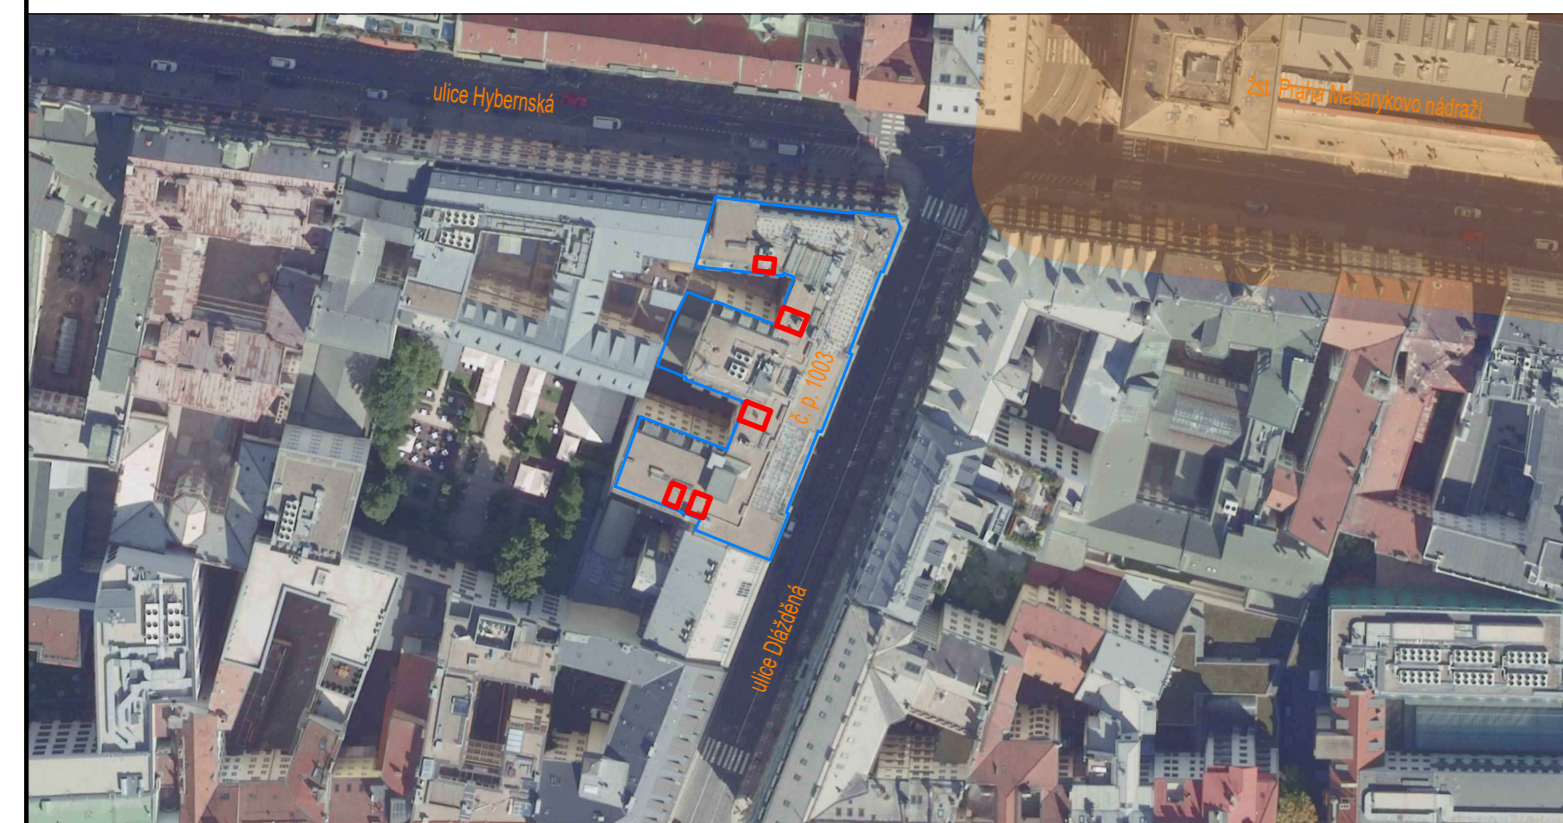 ulice Hybernská
žst. Praha Masarykovo nádraží
č. p. 1003
ulice Dlážděná